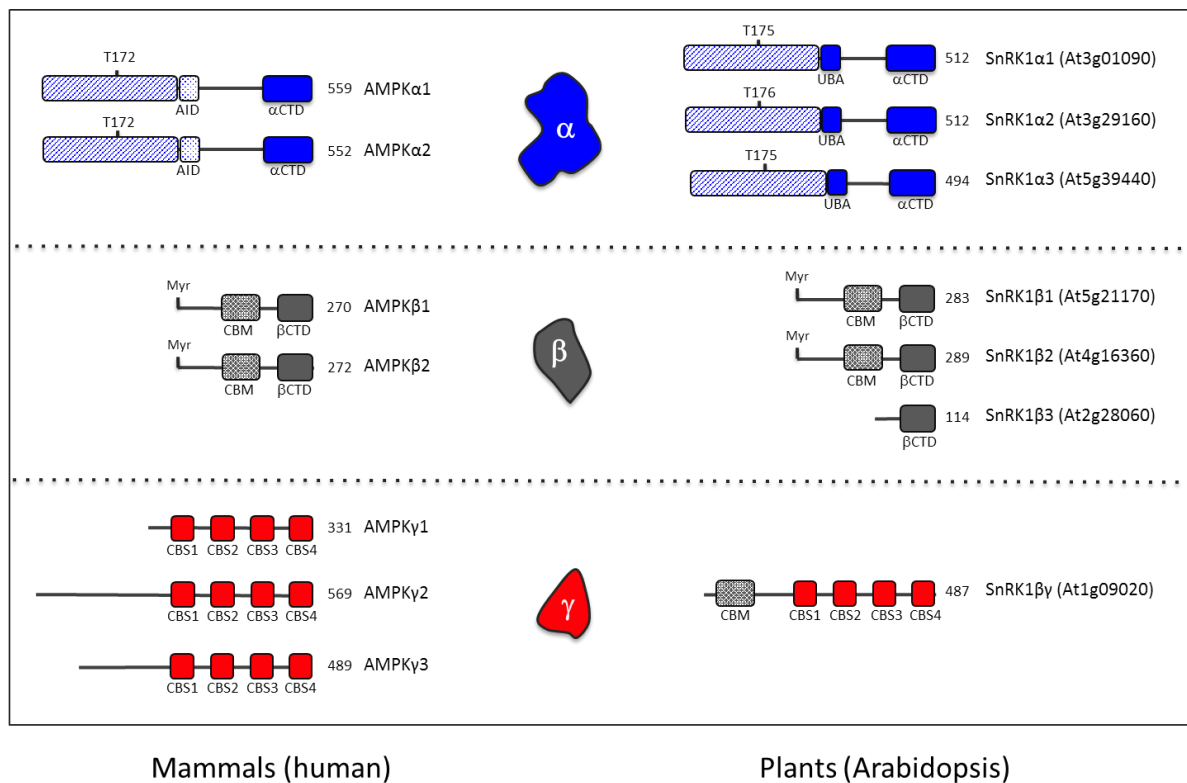 T172
AID
αCTD
559 AMPKα1
T172
AID
αCTD
552 AMPKα2
α
T175
UBA
αCTD
512 SnRK1α1 (At3g01090)
T176
UBA
αCTD
512 SnRK1α2 (At3g29160)
T175
UBA
αCTD
494 SnRK1α3 (At5g39440)
Myr
CBM
βCTD
270 AMPKβ1
Myr
CBM
βCTD
272 AMPKβ2
β
Myr
CBM
βCTD
283 SnRK1β1 (At5g21170)
Myr
CBM
βCTD
289 SnRK1β2 (At4g16360)
βCTD
114 SnRK1β3 (At2g28060)
331 AMPKγ1
CBS1 CBS2 CBS3 CBS4
569 AMPKγ2
CBS1 CBS2 CBS3 CBS4
489 AMPKγ3
CBS1 CBS2 CBS3 CBS4
γ
487 SnRK1βγ (At1g09020)
CBM CBS1 CBS2 CBS3 CBS4
Mammals (human)
Plants (Arabidopsis)